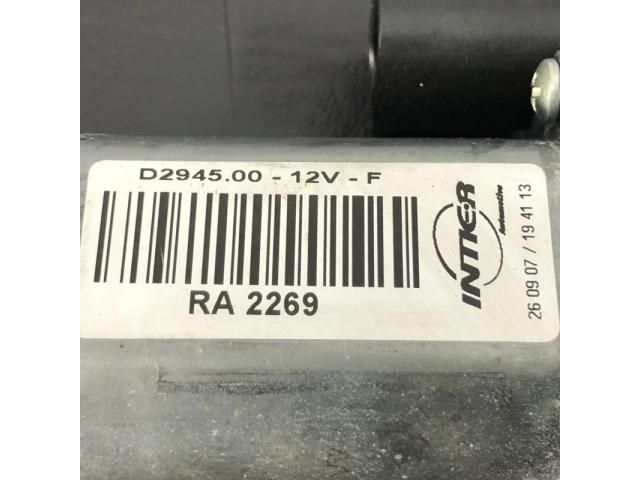 D2945.00 - 12V - F
RA 2269
INTIER
Automotive
26 09 07 / 19 41 13